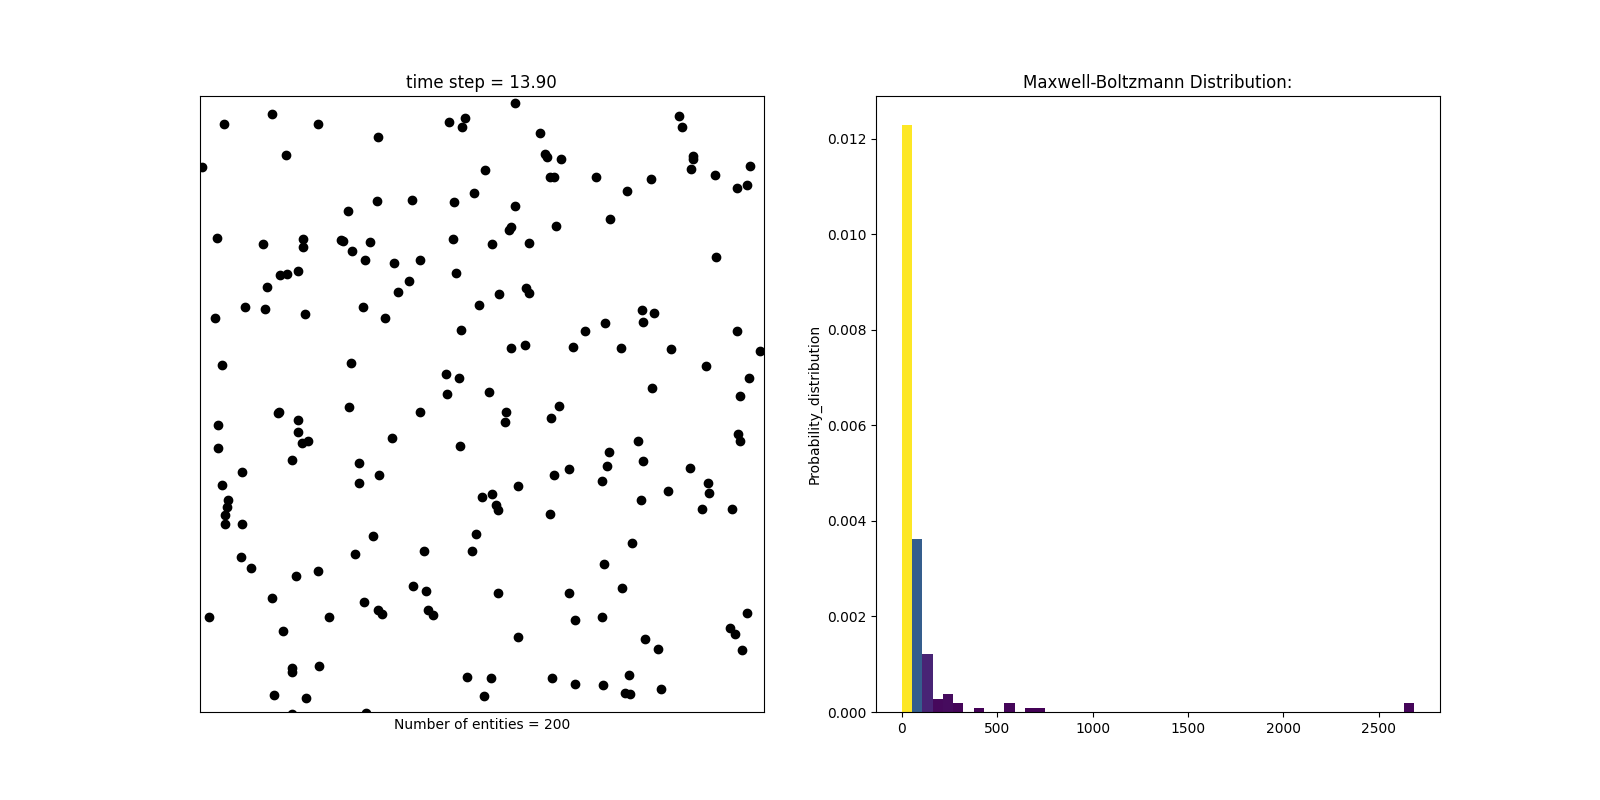 time step = 13.90
Number of entities = 200
Maxwell-Boltzmann Distribution:
Probability_distribution
0.012
0.010
0.008
0.006
0.004
0.002
0.000
0 500 1000 1500 2000 2500